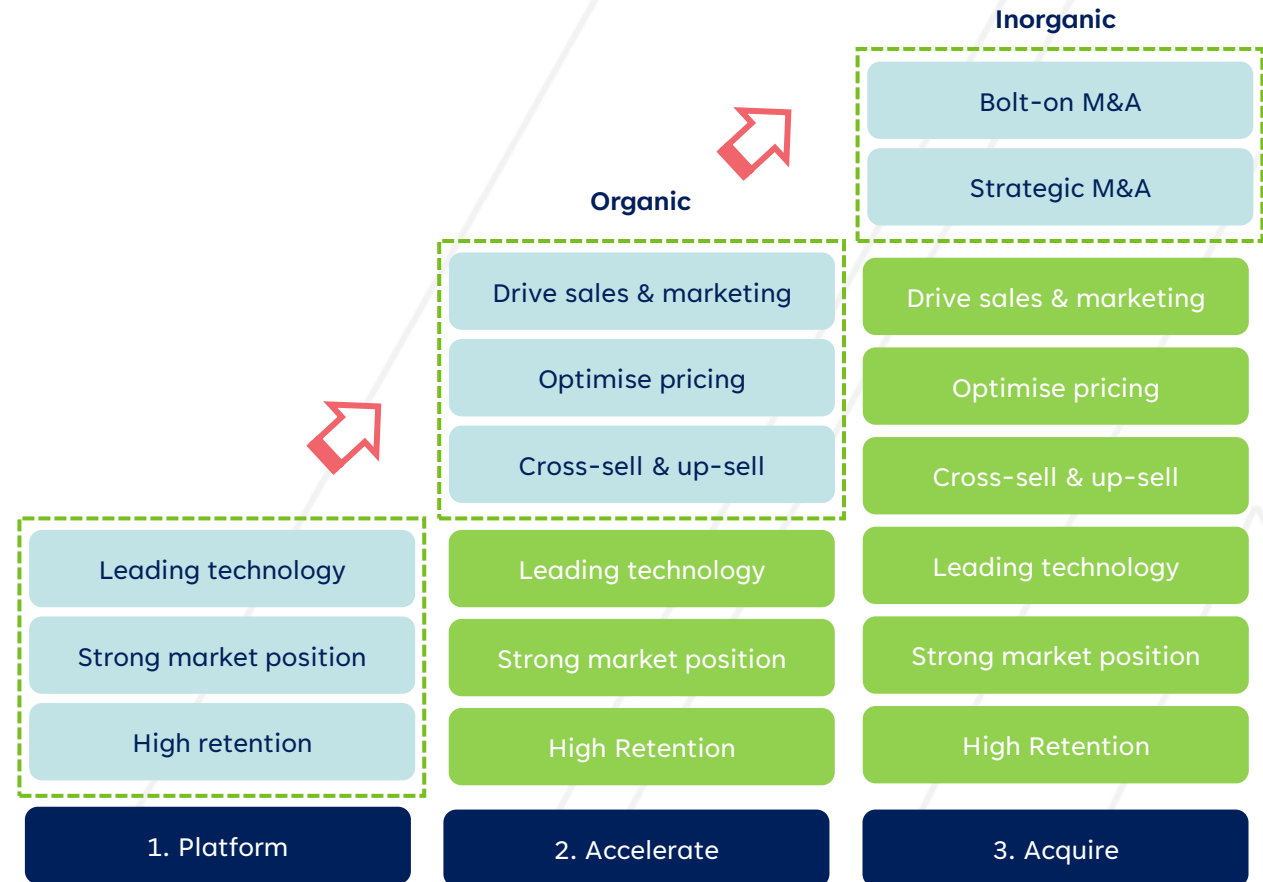 Inorganic
Bolt-on M&A
Strategic M&A
Organic
Drive sales & marketing
Optimise pricing
Cross-sell & up-sell
Drive sales & marketing
Optimise pricing
Cross-sell & up-sell
Leading technology
Strong market position
High retention
Leading technology
Strong market position
High Retention
Leading technology
Strong market position
High Retention
1. Platform
2. Accelerate
3. Acquire